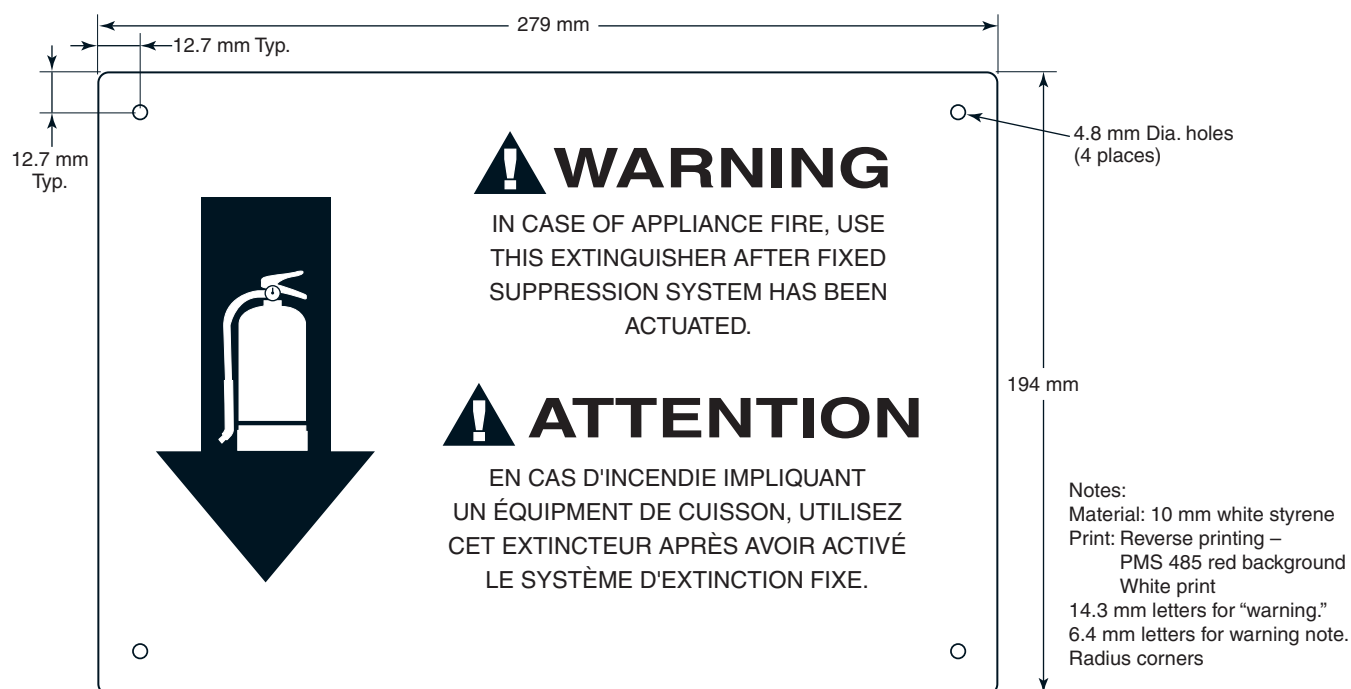 279 mm
12.7 mm Typ.
12.7 mm
Typ.
4.8 mm Dia. holes
(4 places)
WARNING
IN CASE OF APPLIANCE FIRE, USE
THIS EXTINGUISHER AFTER FIXED
SUPPRESSION SYSTEM HAS BEEN
ACTUATED.
194 mm
ATTENTION
EN CAS D'INCENDIE IMPLIQUANT
UN ÉQUIPMENT DE CUISSON, UTILISEZ
CET EXTINCTEUR APRÈS AVOIR ACTIVÉ
LE SYSTÈME D'EXTINCTION FIXE.
Notes:
Material: 10 mm white styrene
Print: Reverse printing –
PMS 485 red background
White print
14.3 mm letters for “warning.”
6.4 mm letters for warning note.
Radius corners